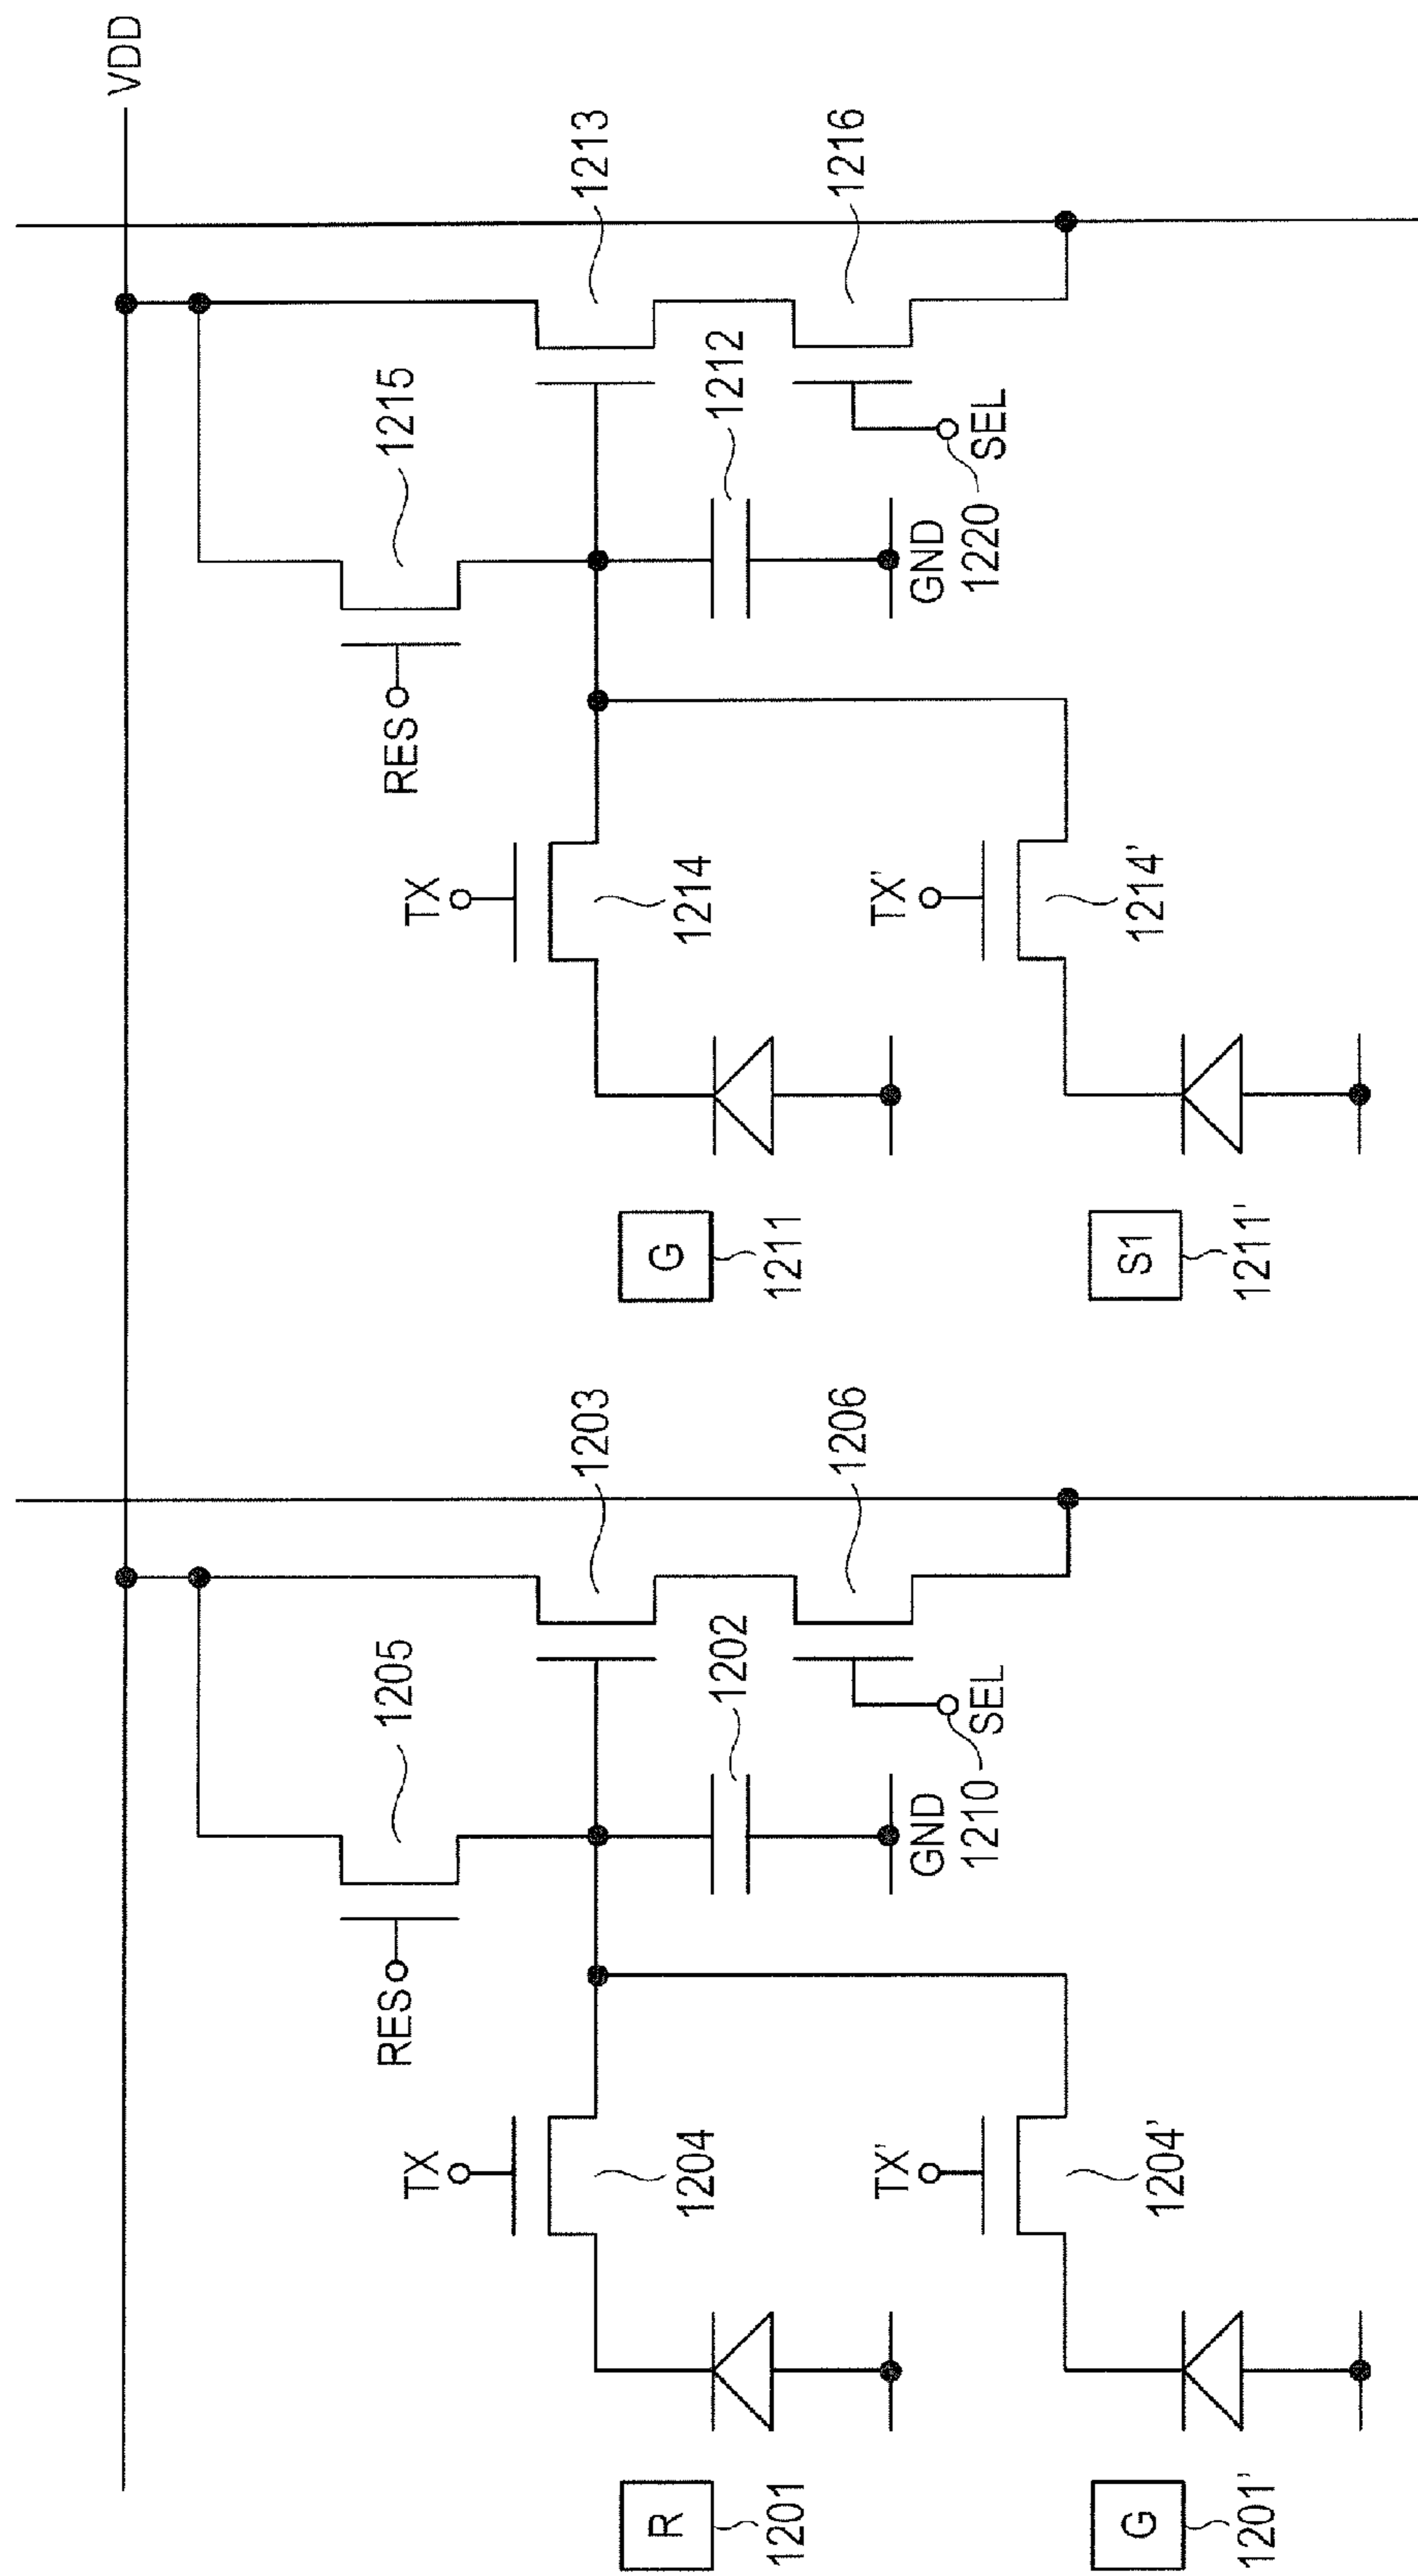 VDD
1205
1203
RES
TX
1204
1202
1206
GND
1210
SEL
R
1201
TX'
1204'
G
1201'
1215
1213
RES
TX
1214
1212
1216
GND
1220
SEL
G
1211
TX'
1214'
S1
1211'